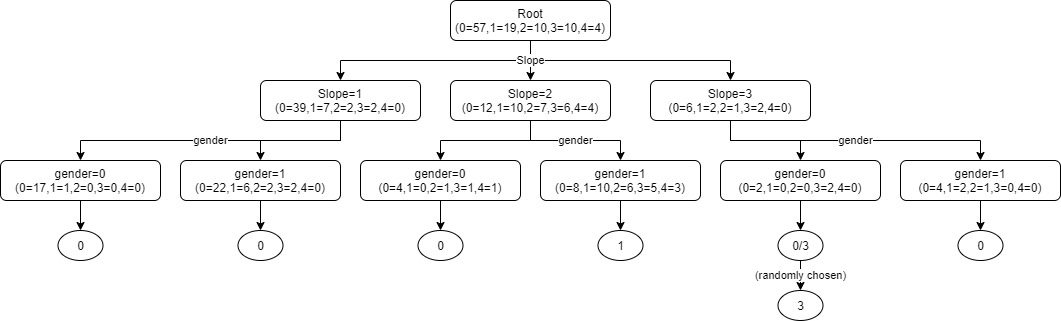 Root
(0=57,1=19,2=10,3=10,4=4)
Slope
Slope=1
(0=39,1=7,2=2,3=2,4=0)
Slope=2
(0=12,1=10,2=7,3=6,4=4)
Slope=3
(0=6,1=2,2=1,3=2,4=0)
gender
gender
gender
gender=0
(0=17,1=1,2=0,3=0,4=0)
gender=1
(0=22,1=6,2=2,3=2,4=0)
gender=0
(0=4,1=0,2=1,3=1,4=1)
gender=1
(0=8,1=10,2=6,3=5,4=3)
gender=0
(0=2,1=0,2=0,3=2,4=0)
gender=1
(0=4,1=2,2=1,3=0,4=0)
0
0
0
1
0/3
0
(randomly chosen)
3